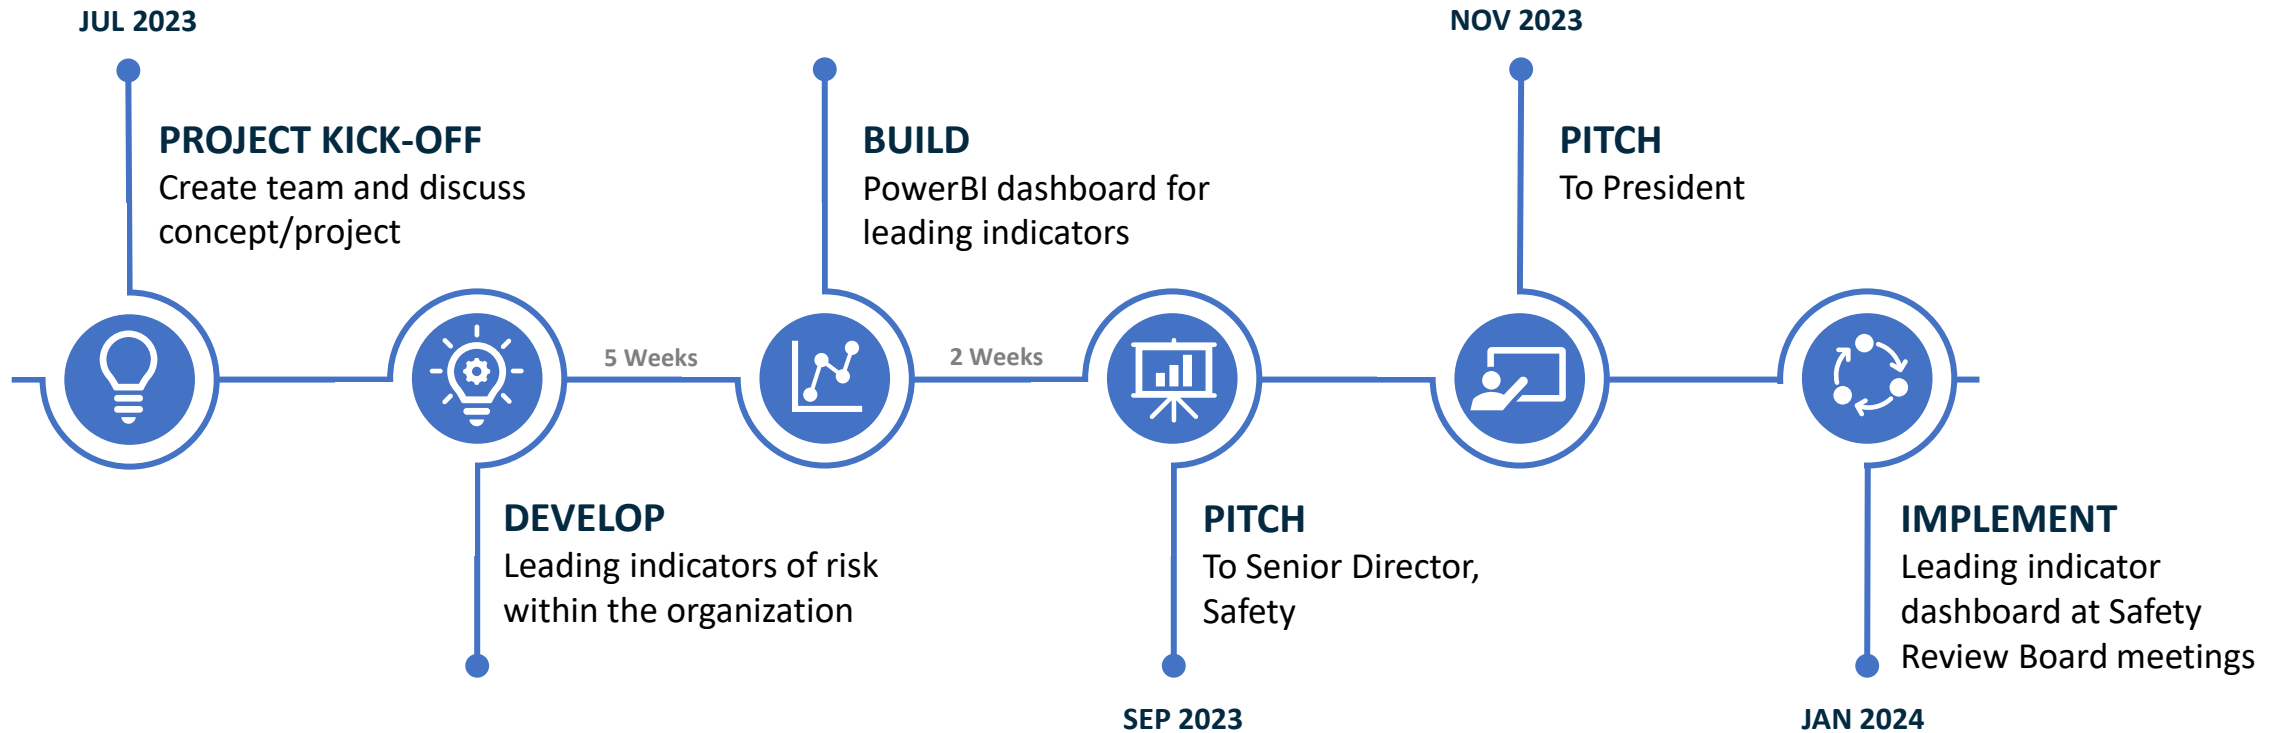 JUL 2023
PROJECT KICK-OFF
Create team and discuss
concept/project
DEVELOP
Leading indicators of risk
within the organization
5 Weeks
BUILD
PowerBI dashboard for
leading indicators
2 Weeks
PITCH
To Senior Director,
Safety
SEP 2023
NOV 2023
PITCH
To President
IMPLEMENT
Leading indicator
dashboard at Safety
Review Board meetings
JAN 2024